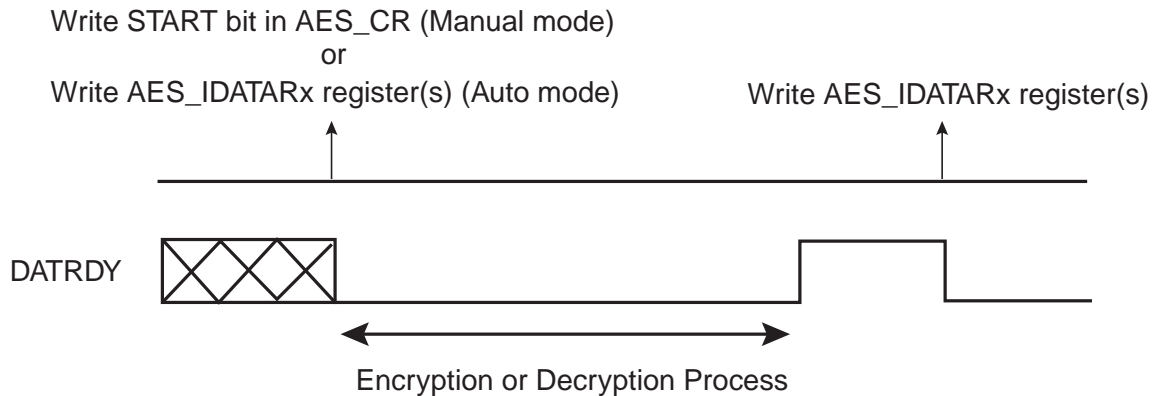 Write START bit in AES_CR (Manual mode)
or
Write AES_IDATARx register(s) (Auto mode)
Write AES_IDATARx register(s)
DATRDY
Encryption or Decryption Process